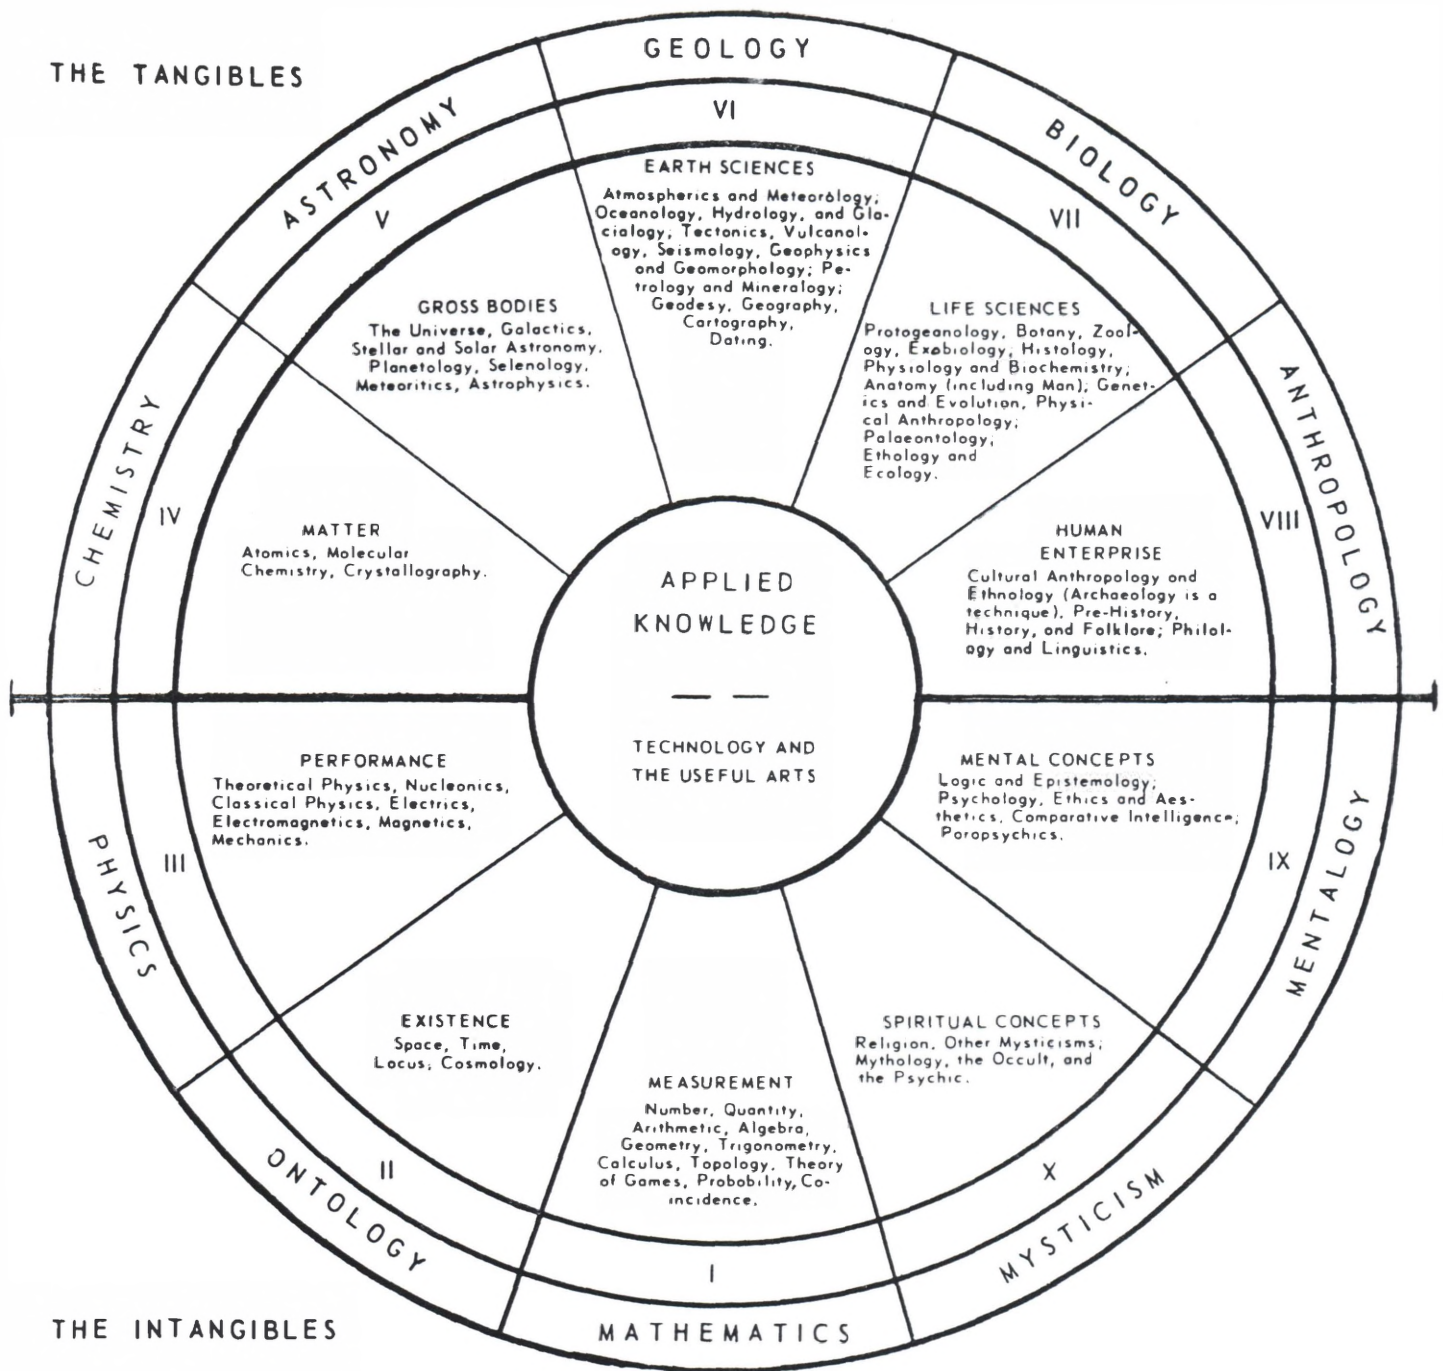 THE TANGIBLES
GEOLOGY
VI
EARTH SCIENCES
Atmospherics and Meteorology;
Oceanology, Hydrology, and Gla-
ciology; Tectonics, Vulcanol-
ogy, Seismology, Geophysics
and Geomorphology; Pe-
trology and Mineralogy;
Geodesy, Geography,
Cartography,
Dating.
BIOLOGY
VII
LIFE SCIENCES
Protogeanology, Botany, Zool-
ogy, Exobiology; Histology,
Physiology and Biochemistry;
Anatomy (including Man); Genet-
ics and Evolution, Physi-
cal Anthropology;
Palaeontology;
Ethology and
Ecology.
ANTHROPOLOGY
VIII
HUMAN
ENTERPRISE
Cultural Anthropology and
Ethnology (Archaeology is a
technique), Pre-History,
History, and Folklore; Philol-
ogy and Linguistics.
MENTALOGY
IX
MENTAL CONCEPTS
Logic and Epistemology;
Psychology, Ethics and Aes-
thetics, Comparative Intelligence;
Parapsychics.
MYSTICISM
X
SPIRITUAL CONCEPTS
Religion, Other Mysticisms;
Mythology, the Occult, and
the Psychic.
MATHEMATICS
I
MEASUREMENT
Number, Quantity,
Arithmetic, Algebra,
Geometry, Trigonometry,
Calculus, Topology, Theory
of Games, Probability, Co-
incidence.
ONTOLOGY
II
EXISTENCE
Space, Time,
Locus; Cosmology.
PHYSICS
III
PERFORMANCE
Theoretical Physics, Nucleonics,
Classical Physics, Electrics,
Electromagnetics, Magnetics,
Mechanics.
CHEMISTRY
IV
MATTER
Atomics, Molecular
Chemistry, Crystallography.
ASTRONOMY
V
GROSS BODIES
The Universe, Galactics,
Stellar and Solar Astronomy,
Planetology, Selenology,
Meteoritics, Astrophysics.
APPLIED
KNOWLEDGE
— —
TECHNOLOGY AND
THE USEFUL ARTS
THE INTANGIBLES